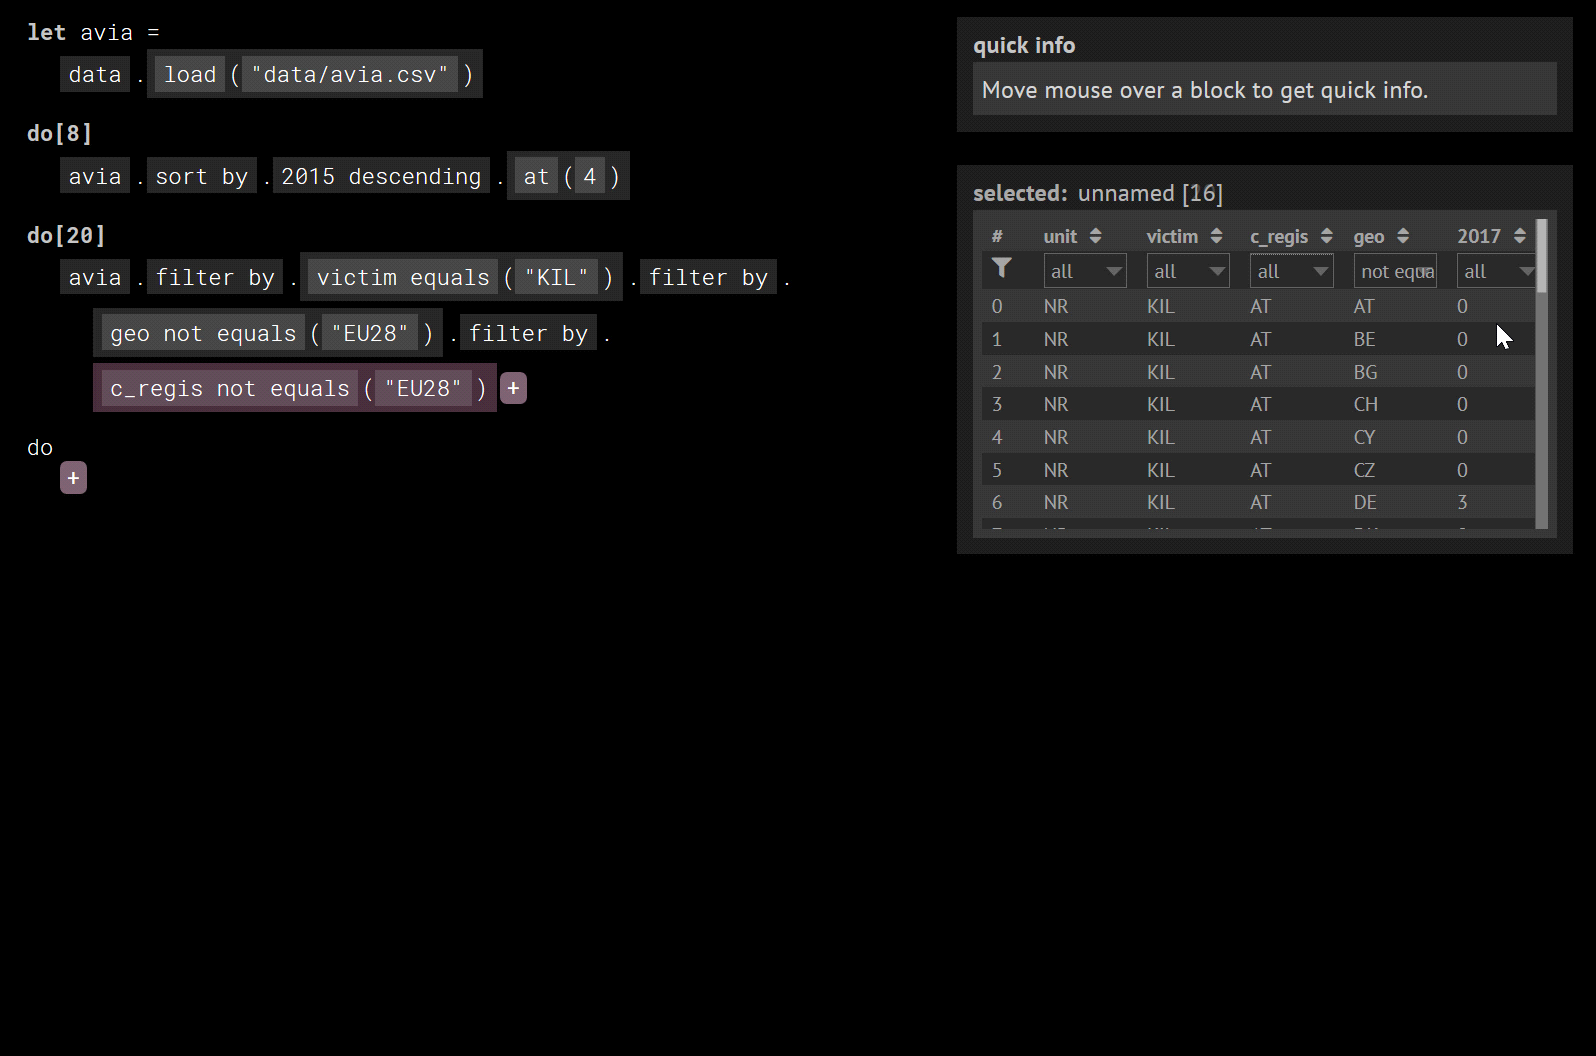 let avia =
data . load ( "data/avia.csv" )
do[8]
avia . sort by . 2015 descending . at ( 4 )
do[20]
avia . filter by . victim equals ( "KIL" ) . filter by .
geo not equals ( "EU28" ) . filter by .
c_regis not equals ( "EU28" ) +
do
+
quick info
Move mouse over a block to get quick info.
selected: unnamed [16]
# unit victim c_regis geo 2017
all all all not equa all
0 NR KIL AT AT 0
1 NR KIL AT BE 0
2 NR KIL AT BG 0
3 NR KIL AT CH 0
4 NR KIL AT CY 0
5 NR KIL AT CZ 0
6 NR KIL AT DE 3